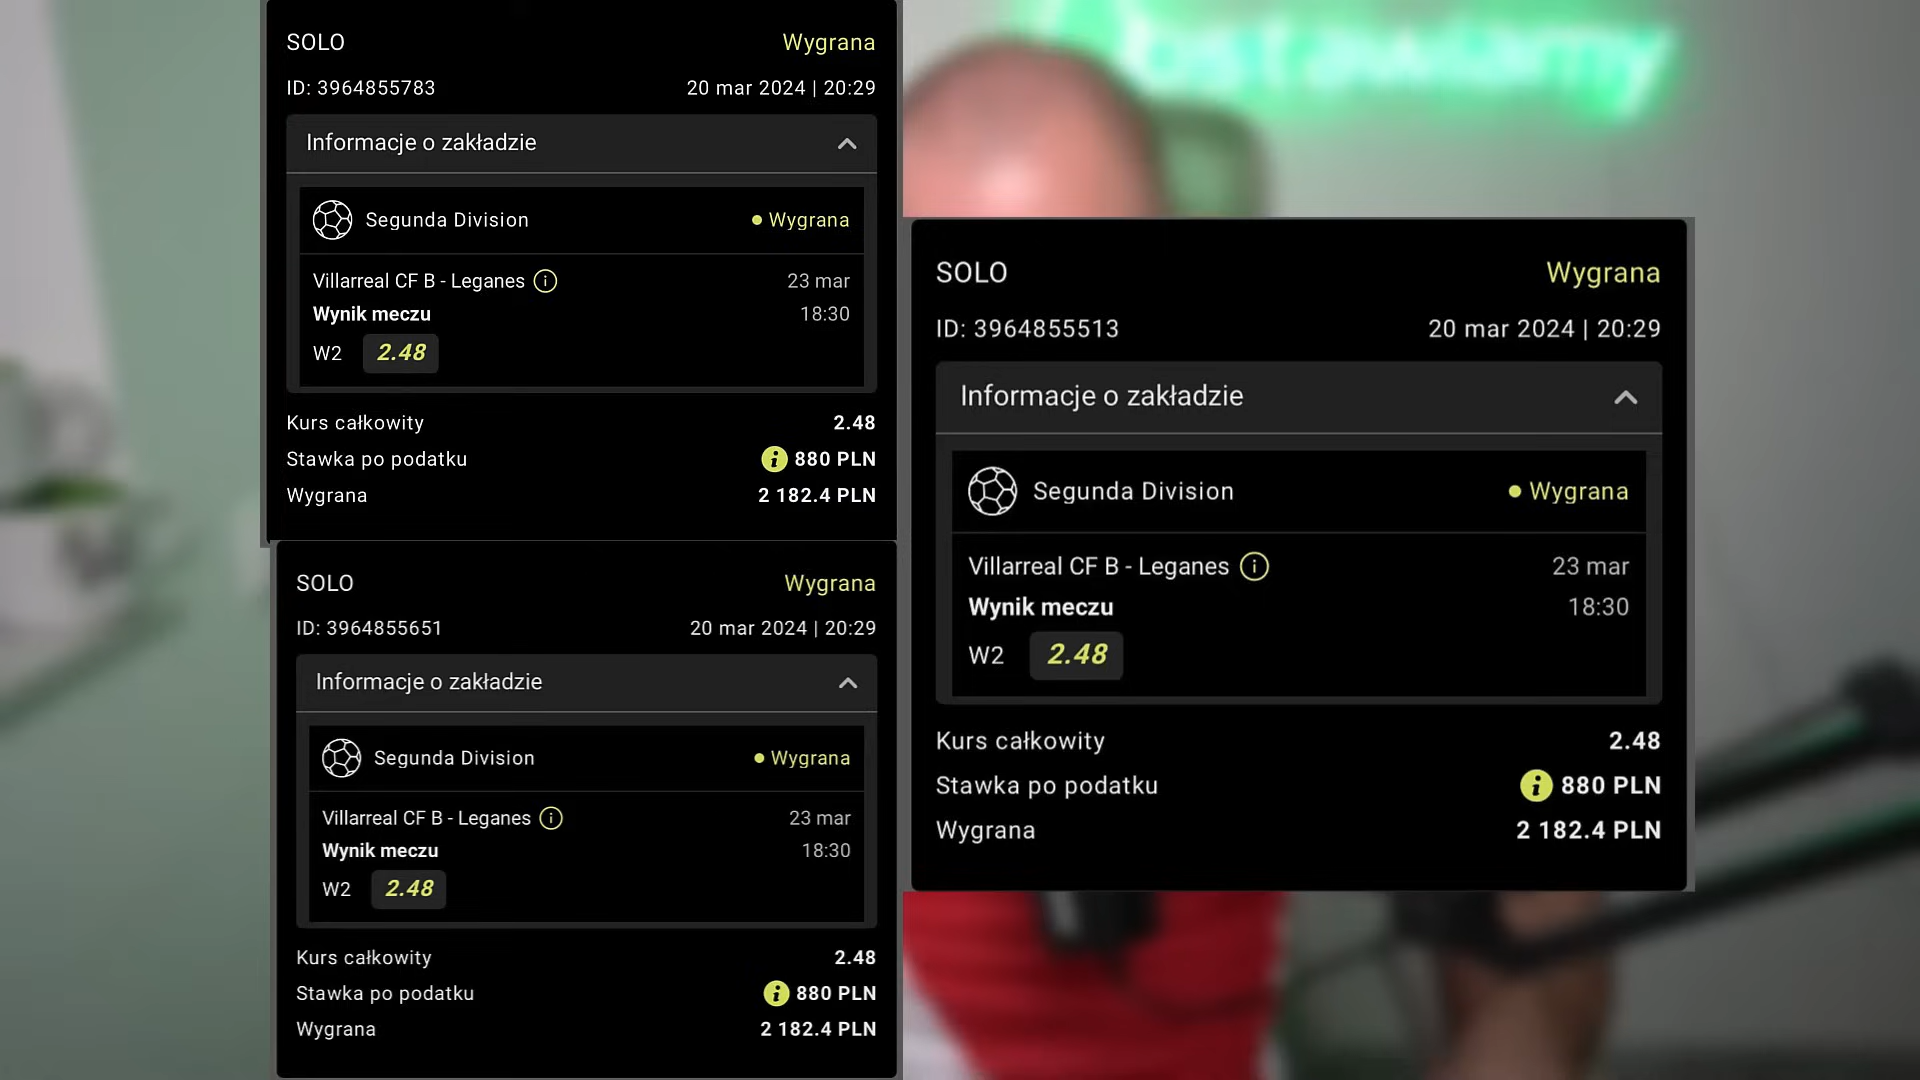 SOLO
Wygrana
ID: 3964855783
20 mar 2024 | 20:29
Informacje o zakładzie
Segunda Division
Wygrana
Villarreal CF B - Leganes
23 mar
Wynik meczu
18:30
W2
2.48
Kurs całkowity
2.48
Stawka po podatku
880 PLN
Wygrana
2 182.4 PLN
SOLO
Wygrana
ID: 3964855651
20 mar 2024 | 20:29
Informacje o zakładzie
Segunda Division
Wygrana
Villarreal CF B - Leganes
23 mar
Wynik meczu
18:30
W2
2.48
Kurs całkowity
2.48
Stawka po podatku
880 PLN
Wygrana
2 182.4 PLN
SOLO
Wygrana
ID: 3964855513
20 mar 2024 | 20:29
Informacje o zakładzie
Segunda Division
Wygrana
Villarreal CF B - Leganes
23 mar
Wynik meczu
18:30
W2
2.48
Kurs całkowity
2.48
Stawka po podatku
880 PLN
Wygrana
2 182.4 PLN